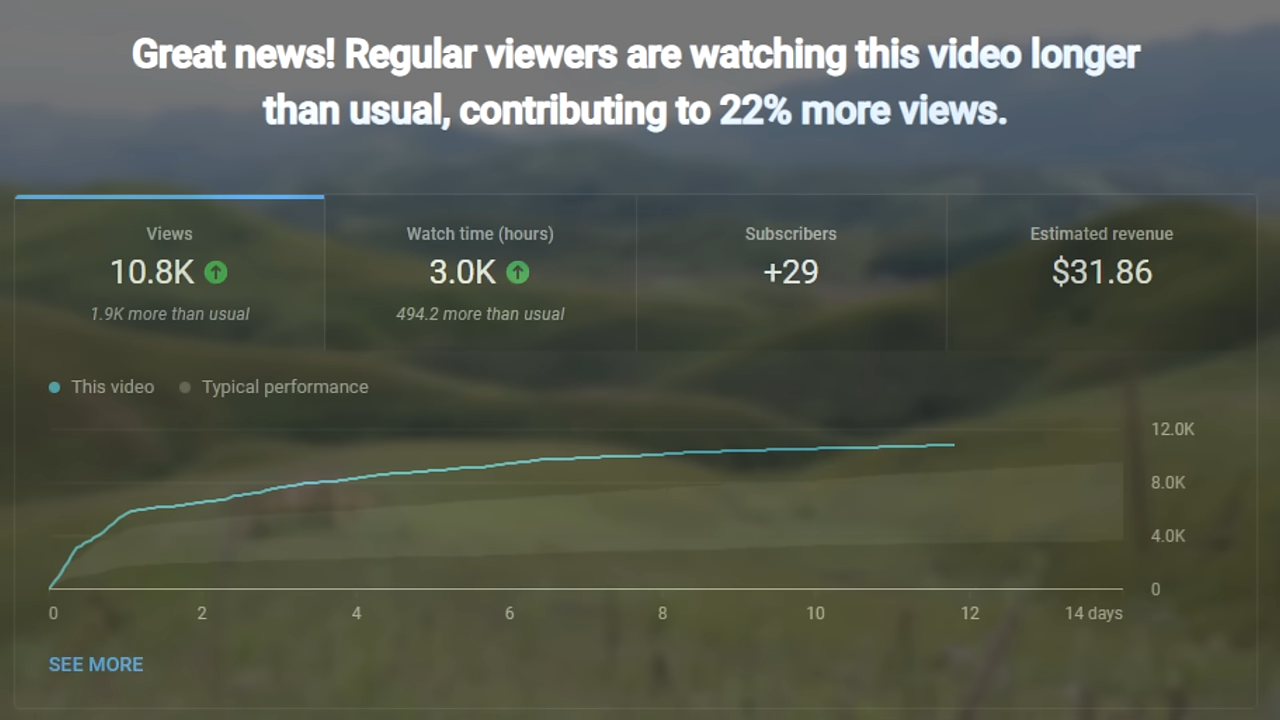 Great news! Regular viewers are watching this video longer
than usual, contributing to 22% more views.
Views
10.8K
1.9K more than usual
Watch time (hours)
3.0K
494.2 more than usual
Subscribers
+29
Estimated revenue
$31.86
This video
Typical performance
12.0K
8.0K
4.0K
0
0 2 4 6 8 10 12 14 days
SEE MORE